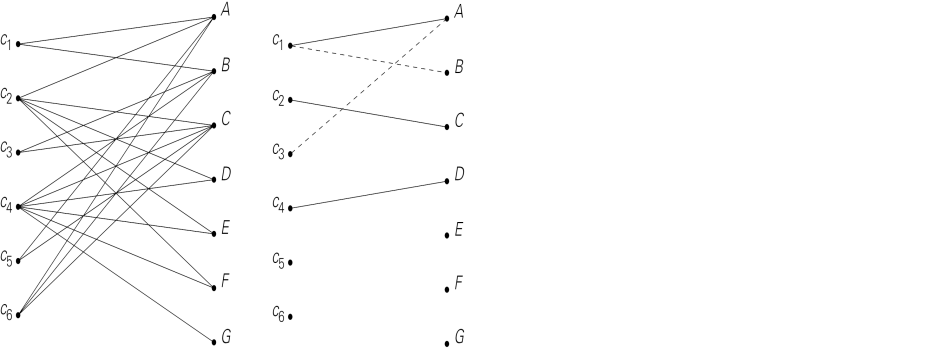 A A
c1 c1
B B
c2 c2
C C
c3 c3
D D
c4 c4
E E
c5 c5
F F
c6 c6
G G